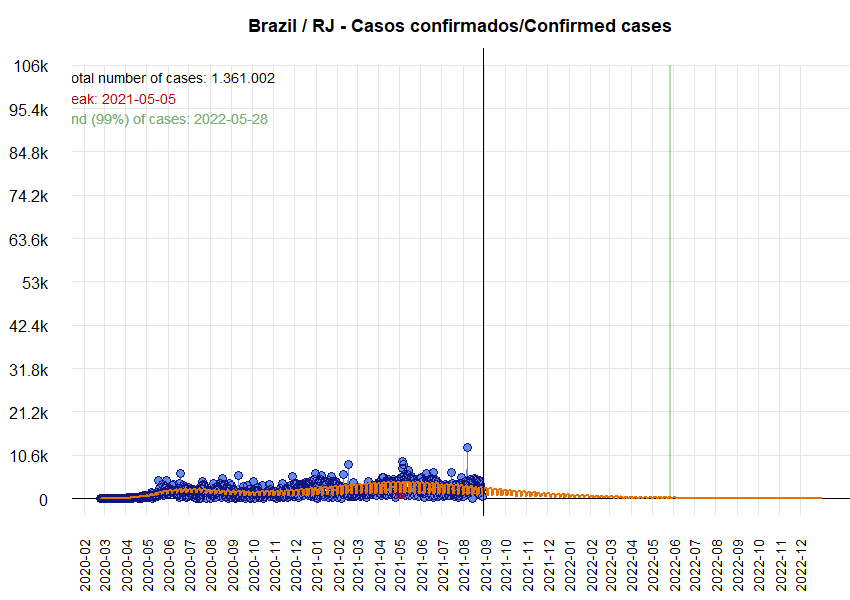 Brazil / RJ - Casos confirmados/Confirmed cases
106k
95.4k
84.8k
74.2k
63.6k
53k
42.4k
31.8k
21.2k
10.6k
0
otal number of cases: 1.361.002
eak: 2021-05-05
nd (99%) of cases: 2022-05-28
2020-02
2020-03
2020-04
2020-05
2020-06
2020-07
2020-08
2020-09
2020-10
2020-11
2020-12
2021-01
2021-02
2021-03
2021-04
2021-05
2021-06
2021-07
2021-08
2021-09
2021-10
2021-11
2021-12
2022-01
2022-02
2022-03
2022-04
2022-05
2022-06
2022-07
2022-08
2022-09
2022-10
2022-11
2022-12